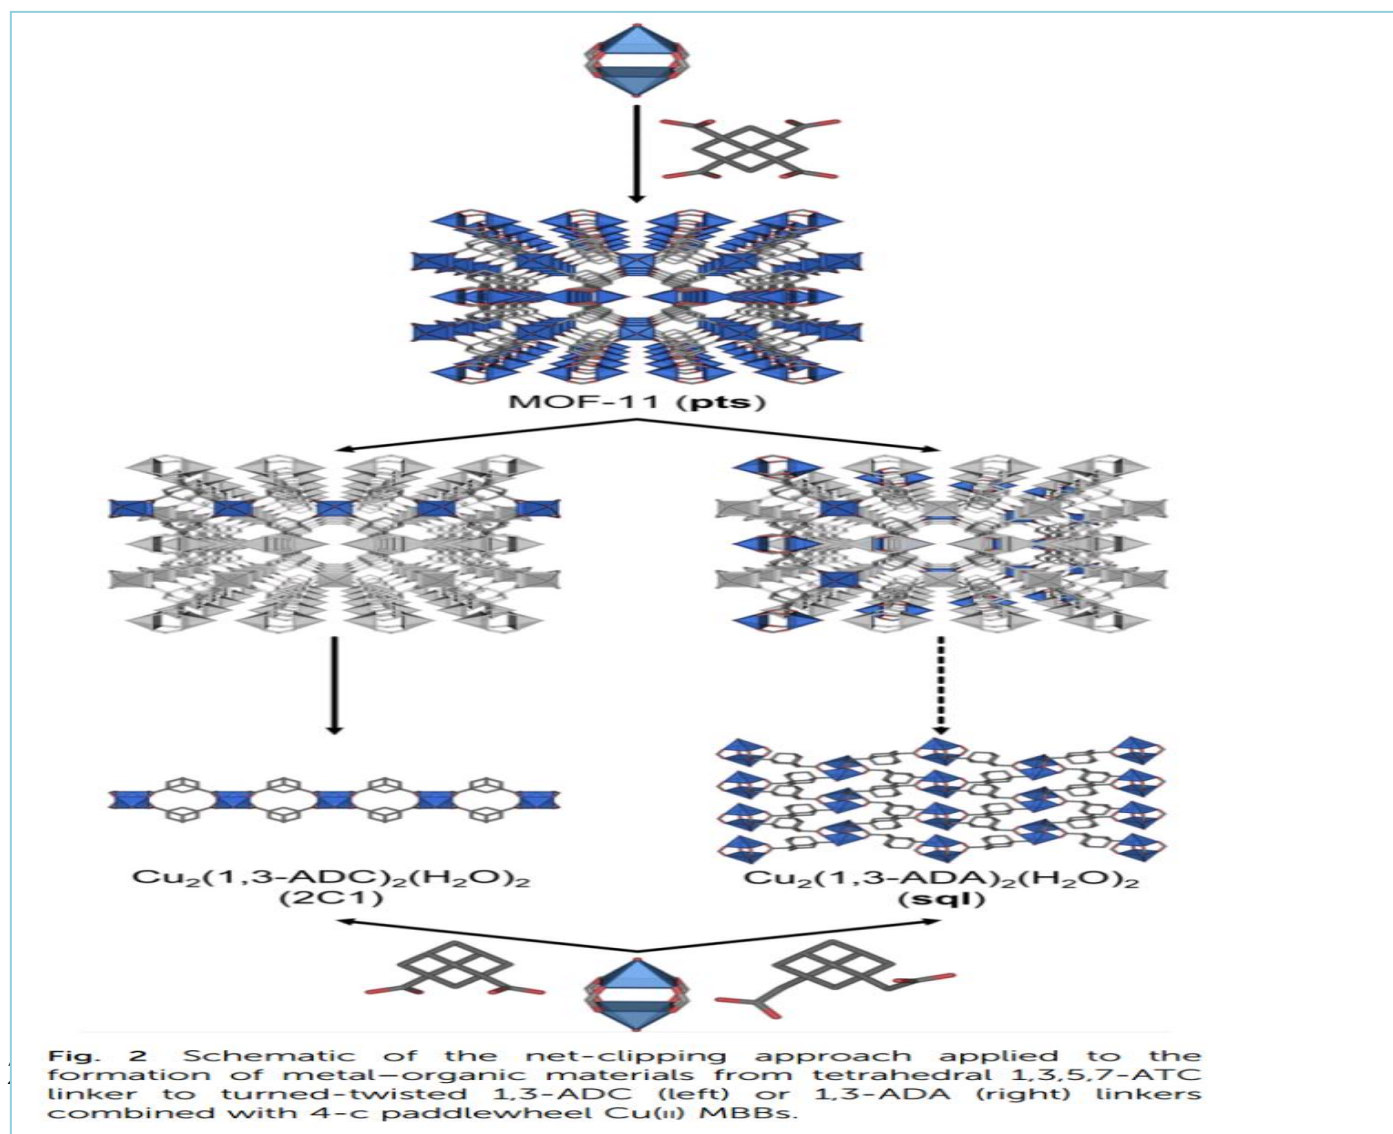 MOF-11 (pts)
Cu₂(1,3-ADC)₂(H₂O)₂
(2C1)
Cu₂(1,3-ADA)₂(H₂O)₂
(sql)
Fig. 2 Schematic of the net-clipping approach applied to the
formation of metal–organic materials from tetrahedral 1,3,5,7-ATC
linker to turned-twisted 1,3-ADC (left) or 1,3-ADA (right) linkers
combined with 4-c paddlewheel Cu(II) MBBs.